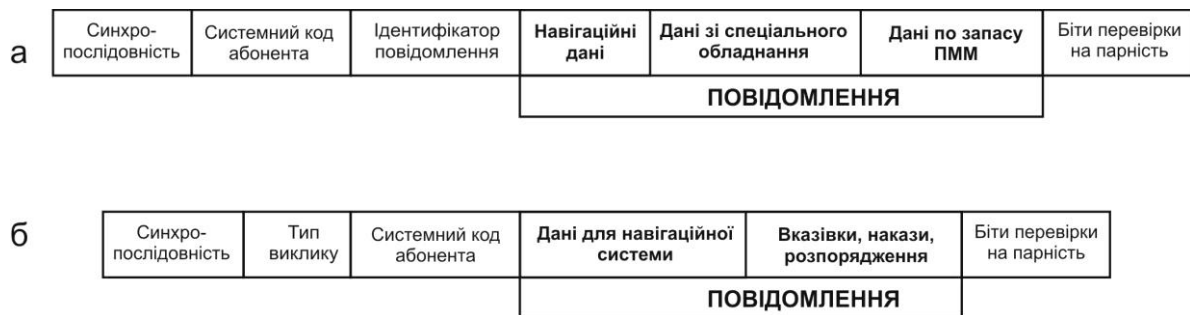 а
Синхро-
послідовність
Системний код
абонента
Ідентифікатор
повідомлення
Навігаційні
дані
Дані зі спеціального
обладнання
Дані по запасу
ПММ
Біти перевірки
на парність
ПОВІДОМЛЕННЯ
б
Синхро-
послідовність
Тип
виклику
Системний код
абонента
Дані для навігаційної
системи
Вказівки, накази,
розпорядження
Біти перевірки
на парність
ПОВІДОМЛЕННЯ